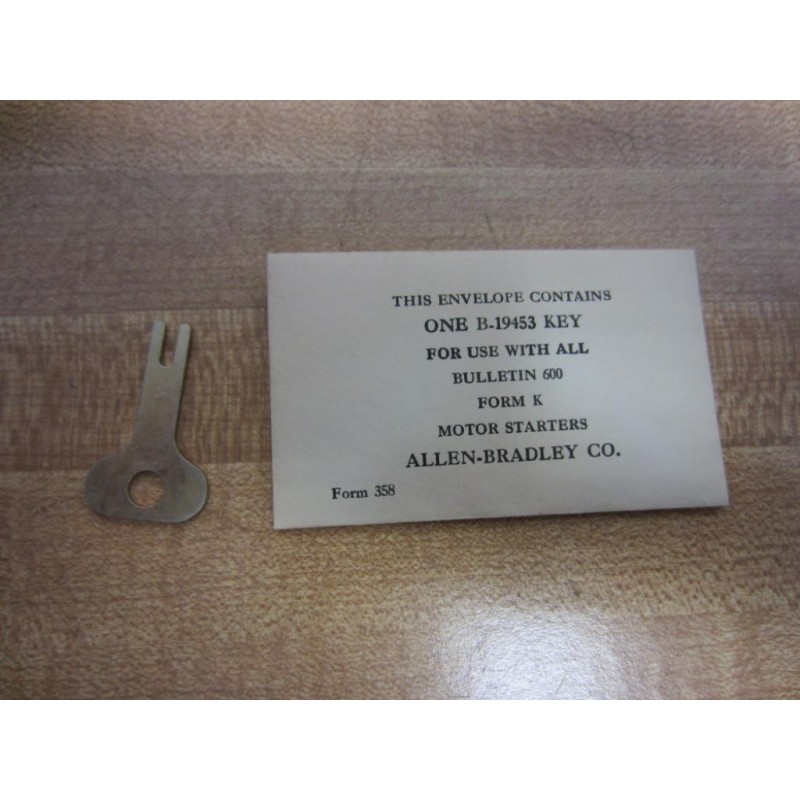 THIS ENVELOPE CONTAINS
ONE B-19453 KEY
FOR USE WITH ALL
BULLETIN 600
FORM K
MOTOR STARTERS
ALLEN-BRADLEY CO.
Form 358